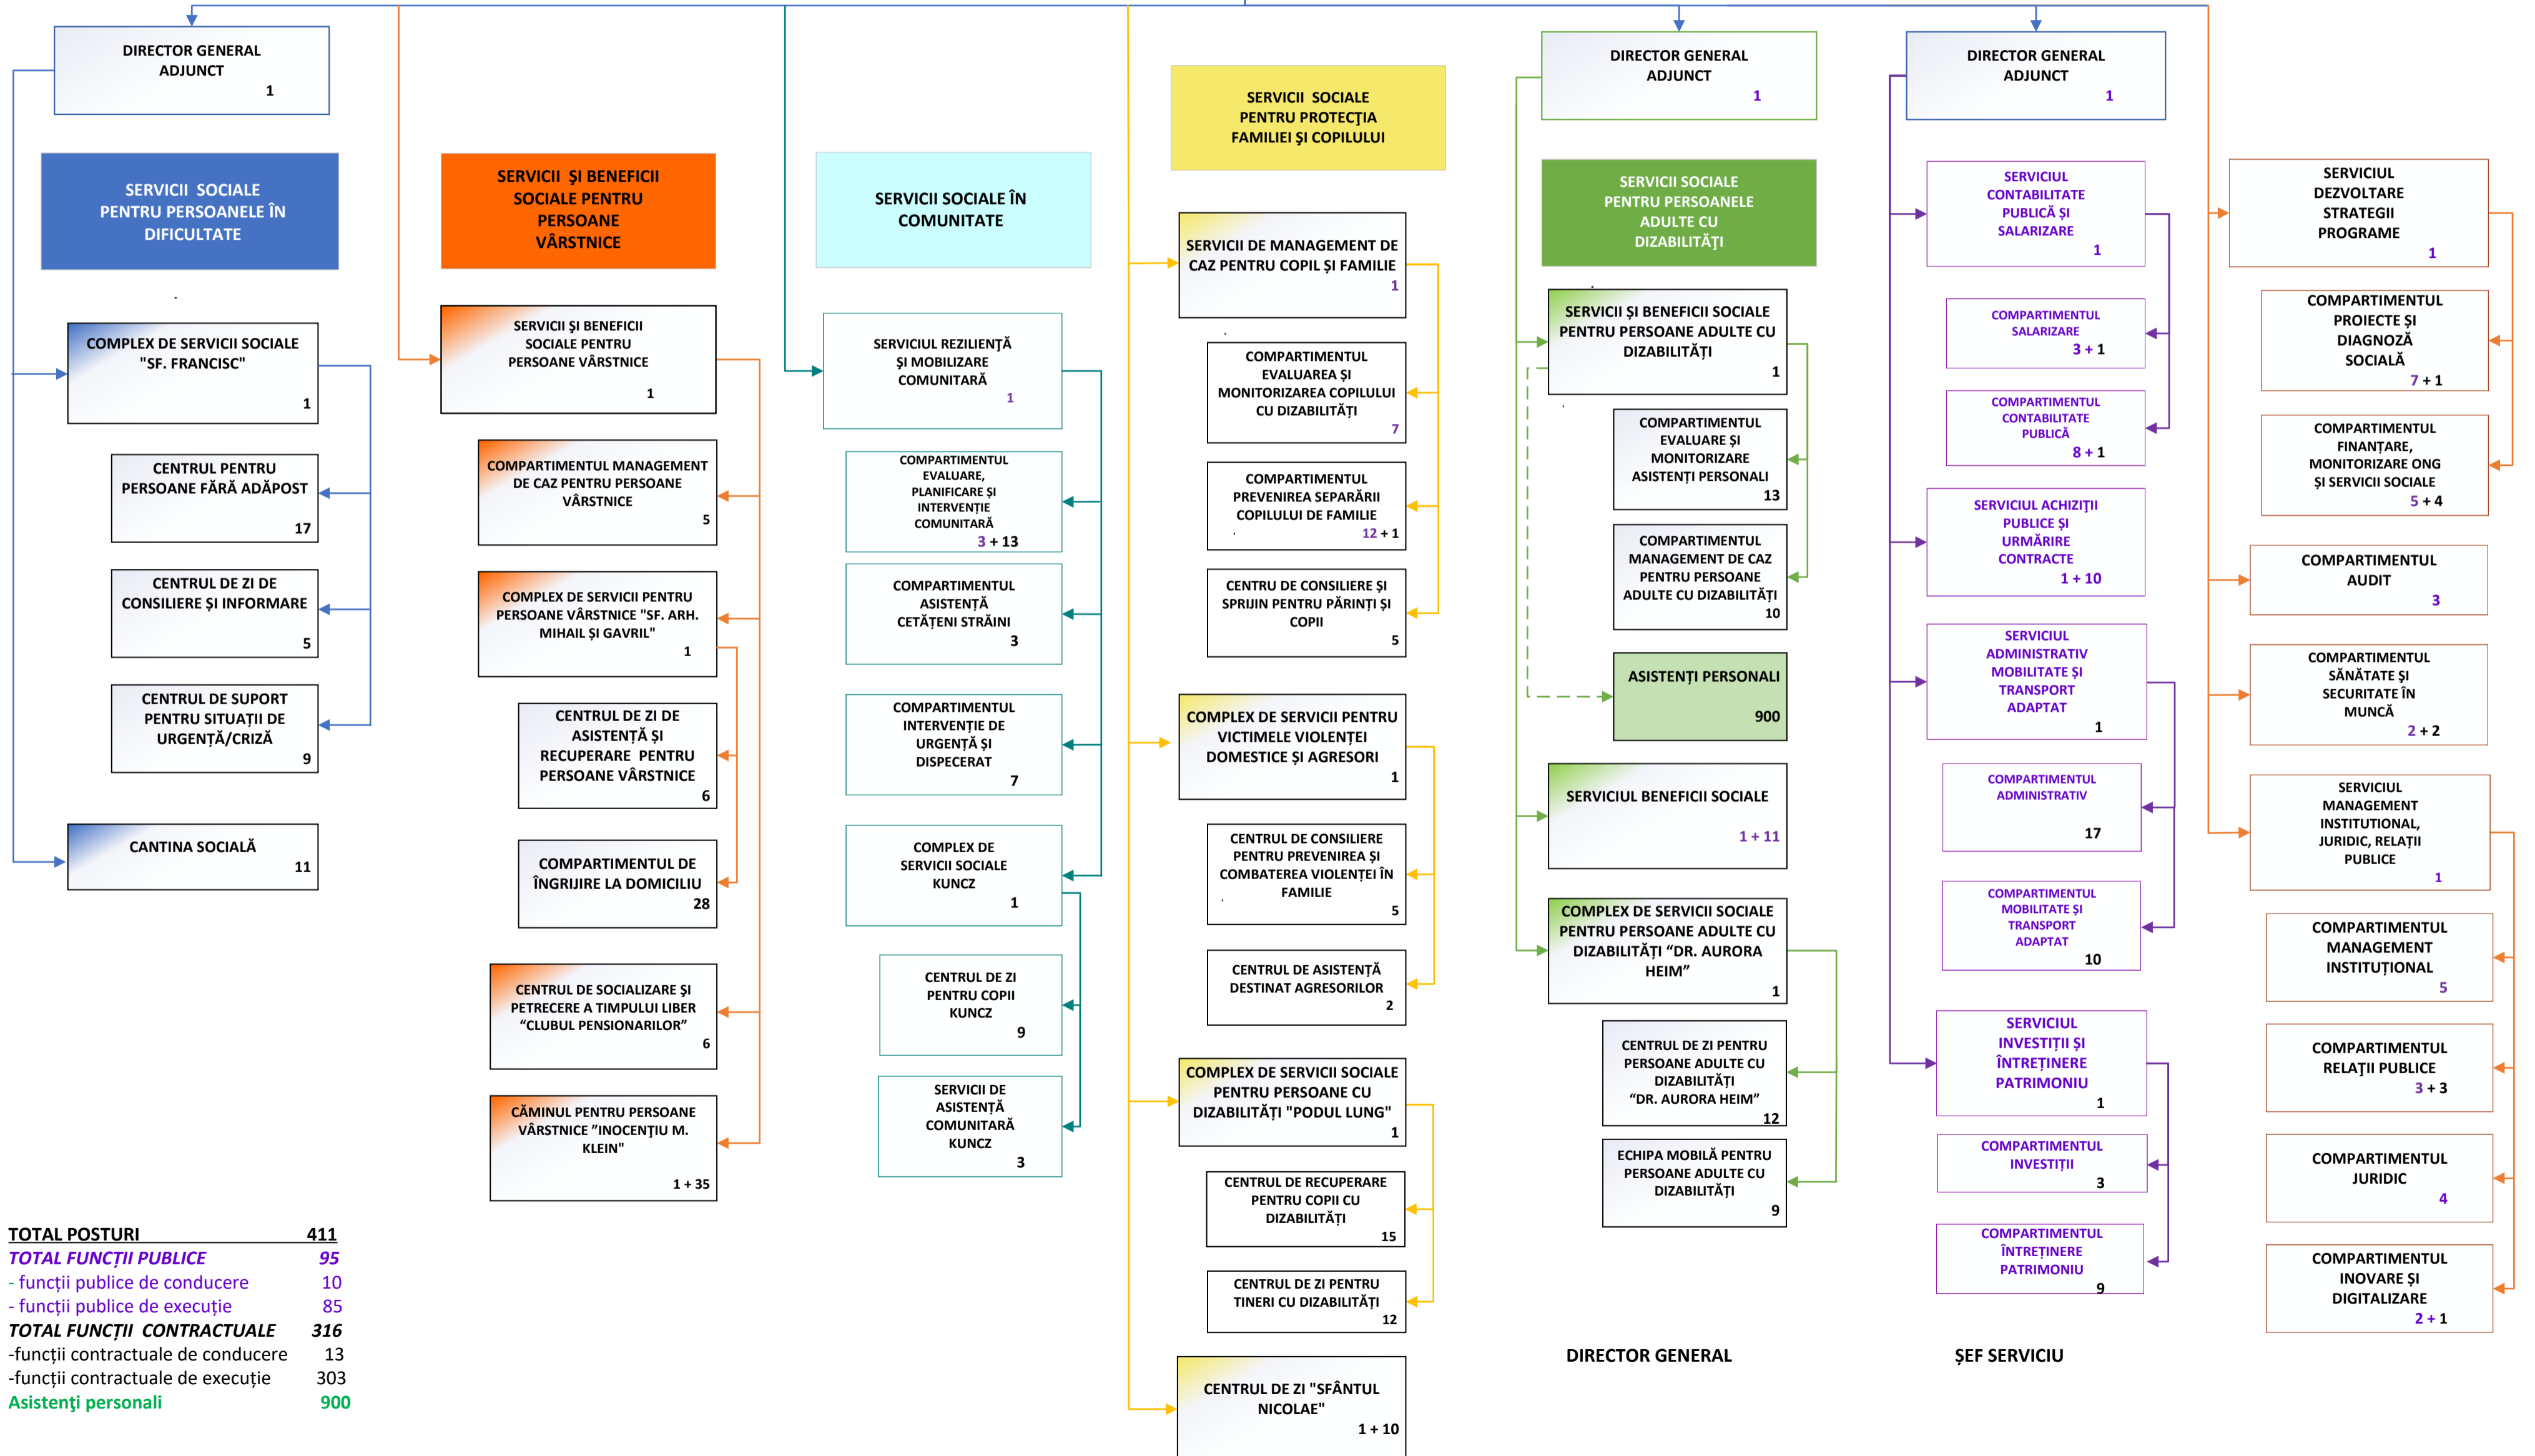 DIRECTOR GENERAL
ADJUNCT
1
SERVICII SOCIALE
PENTRU PERSOANELE ÎN
DIFICULTATE
COMPLEX DE SERVICII SOCIALE
"SF. FRANCISC"
1
CENTRUL PENTRU
PERSOANE FĂRĂ ADĂPOST
17
CENTRUL DE ZI DE
CONSILIERE ȘI INFORMARE
5
CENTRUL DE SUPORT
PENTRU SITUAȚII DE
URGENȚĂ/CRIZĂ
9
CANTINA SOCIALĂ
11
SERVICII ŞI BENEFICII
SOCIALE PENTRU
PERSOANE
VÂRSTNICE
SERVICII ŞI BENEFICII
SOCIALE PENTRU
PERSOANE VÂRSTNICE
1
COMPARTIMENTUL MANAGEMENT
DE CAZ PENTRU PERSOANE
VÂRSTNICE
5
COMPLEX DE SERVICII PENTRU
PERSOANE VÂRSTNICE "SF. ARH.
MIHAIL ȘI GAVRIL"
1
CENTRUL DE ZI DE
ASISTENȚĂ ȘI
RECUPERARE PENTRU
PERSOANE VÂRSTNICE
6
COMPARTIMENTUL DE
ÎNGRIJIRE LA DOMICILIU
28
CENTRUL DE SOCIALIZARE ŞI
PETRECERE A TIMPULUI LIBER
“CLUBUL PENSIONARILOR”
6
CĂMINUL PENTRU PERSOANE
VÂRSTNICE ”INOCENŢIU M.
KLEIN"
1 + 35
SERVICII SOCIALE ÎN
COMUNITATE
SERVICIUL REZILIENŢĂ
ŞI MOBILIZARE
COMUNITARĂ
1
COMPARTIMENTUL
EVALUARE,
PLANIFICARE ȘI
INTERVENȚIE
COMUNITARĂ
3 + 13
COMPARTIMENTUL
ASISTENȚĂ
CETĂȚENI STRĂINI
3
COMPARTIMENTUL
INTERVENȚIE DE
URGENȚĂ ȘI
DISPECERAT
7
COMPLEX DE
SERVICII SOCIALE
KUNCZ
1
CENTRUL DE ZI
PENTRU COPII
KUNCZ
9
SERVICII DE
ASISTENȚĂ
COMUNITARĂ
KUNCZ
3
SERVICII SOCIALE
PENTRU PROTECŢIA
FAMILIEI ŞI COPILULUI
SERVICII DE MANAGEMENT DE
CAZ PENTRU COPIL ȘI FAMILIE
1
COMPARTIMENTUL
EVALUAREA ȘI
MONITORIZAREA COPILULUI
CU DIZABILITĂȚI
7
COMPARTIMENTUL
PREVENIREA SEPARĂRII
COPILULUI DE FAMILIE
12 + 1
CENTRU DE CONSILIERE ȘI
SPRIJIN PENTRU PĂRINȚI ȘI
COPII
5
COMPLEX DE SERVICII PENTRU
VICTIMELE VIOLENȚEI
DOMESTICE ȘI AGRESORI
1
CENTRUL DE CONSILIERE
PENTRU PREVENIREA ȘI
COMBATEREA VIOLENȚEI ÎN
FAMILIE
5
CENTRUL DE ASISTENȚĂ
DESTINAT AGRESORILOR
2
COMPLEX DE SERVICII SOCIALE
PENTRU PERSOANE CU
DIZABILITĂȚI "PODUL LUNG"
1
CENTRUL DE RECUPERARE
PENTRU COPII CU
DIZABILITĂȚI
15
CENTRUL DE ZI PENTRU
TINERI CU DIZABILITĂȚI
12
CENTRUL DE ZI "SFÂNTUL
NICOLAE"
1 + 10
DIRECTOR GENERAL
ADJUNCT
1
SERVICII SOCIALE
PENTRU PERSOANELE
ADULTE CU
DIZABILITĂŢI
SERVICII ȘI BENEFICII SOCIALE
PENTRU PERSOANE ADULTE CU
DIZABILITĂȚI
1
COMPARTIMENTUL
EVALUARE ȘI
MONITORIZARE
ASISTENȚI PERSONALI
13
COMPARTIMENTUL
MANAGEMENT DE CAZ
PENTRU PERSOANE
ADULTE CU DIZABILITĂȚI
10
ASISTENȚI PERSONALI
900
SERVICIUL BENEFICII SOCIALE
1 + 11
COMPLEX DE SERVICII SOCIALE
PENTRU PERSOANE ADULTE CU
DIZABILITĂȚI “DR. AURORA
HEIM”
1
CENTRUL DE ZI PENTRU
PERSOANE ADULTE CU
DIZABILITĂȚI
“DR. AURORA HEIM”
12
ECHIPA MOBILĂ PENTRU
PERSOANE ADULTE CU
DIZABILITĂȚI
9
DIRECTOR GENERAL
DIRECTOR GENERAL
ADJUNCT
1
SERVICIUL
CONTABILITATE
PUBLICĂ ȘI
SALARIZARE
1
COMPARTIMENTUL
SALARIZARE
3 + 1
COMPARTIMENTUL
CONTABILITATE
PUBLICĂ
8 + 1
SERVICIUL ACHIZIŢII
PUBLICE ȘI
URMĂRIRE
CONTRACTE
1 + 10
SERVICIUL
ADMINISTRATIV
MOBILITATE ȘI
TRANSPORT
ADAPTAT
1
COMPARTIMENTUL
ADMINISTRATIV
17
COMPARTIMENTUL
MOBILITATE ȘI
TRANSPORT
ADAPTAT
10
SERVICIUL
INVESTIȚII ȘI
ÎNTREȚINERE
PATRIMONIU
1
COMPARTIMENTUL
INVESTIȚII
3
COMPARTIMENTUL
ÎNTREȚINERE
PATRIMONIU
9
ȘEF SERVICIU
SERVICIUL
DEZVOLTARE
STRATEGII
PROGRAME
1
COMPARTIMENTUL
PROIECTE ȘI
DIAGNOZĂ
SOCIALĂ
7 + 1
COMPARTIMENTUL
FINANȚARE,
MONITORIZARE ONG
ȘI SERVICII SOCIALE
5 + 4
COMPARTIMENTUL
AUDIT
3
COMPARTIMENTUL
SĂNĂTATE ŞI
SECURITATE ÎN
MUNCĂ
2 + 2
SERVICIUL
MANAGEMENT
INSTITUTIONAL,
JURIDIC, RELAȚII
PUBLICE
1
COMPARTIMENTUL
MANAGEMENT
INSTITUȚIONAL
5
COMPARTIMENTUL
RELAŢII PUBLICE
3 + 3
COMPARTIMENTUL
JURIDIC
4
COMPARTIMENTUL
INOVARE ȘI
DIGITALIZARE
2 + 1
TOTAL POSTURI 411
TOTAL FUNCȚII PUBLICE 95
- funcții publice de conducere 10
- funcții publice de execuție 85
TOTAL FUNCȚII CONTRACTUALE 316
-funcții contractuale de conducere 13
-funcții contractuale de execuție 303
Asistenţi personali 900